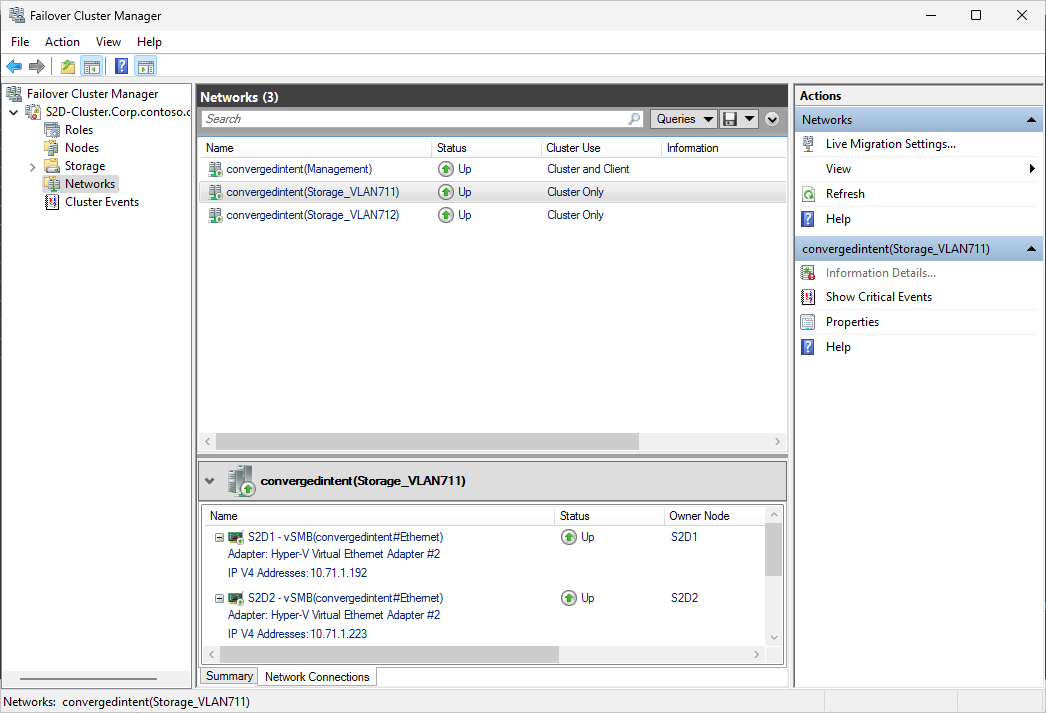 Failover Cluster Manager
File Action View Help
Failover Cluster Manager
S2D-Cluster.Corp.contoso.c
Roles
Nodes
Storage
Networks
Cluster Events
Networks (3)
Search
Queries
Name Status Cluster Use Information
convergedintent(Management) Up Cluster and Client
convergedintent(Storage_VLAN711) Up Cluster Only
convergedintent(Storage_VLAN712) Up Cluster Only
convergedintent(Storage_VLAN711)
Name Status Owner Node
S2D1 - vSMB(convergedintent#Ethernet) Up S2D1
Adapter: Hyper-V Virtual Ethernet Adapter #2
IP V4 Addresses: 10.71.1.192
S2D2 - vSMB(convergedintent#Ethernet) Up S2D2
Adapter: Hyper-V Virtual Ethernet Adapter #2
IP V4 Addresses: 10.71.1.223
Summary Network Connections
Actions
Networks
Live Migration Settings...
View
Refresh
Help
convergedintent(Storage_VLAN711)
Information Details...
Show Critical Events
Properties
Help
Networks: convergedintent(Storage_VLAN711)